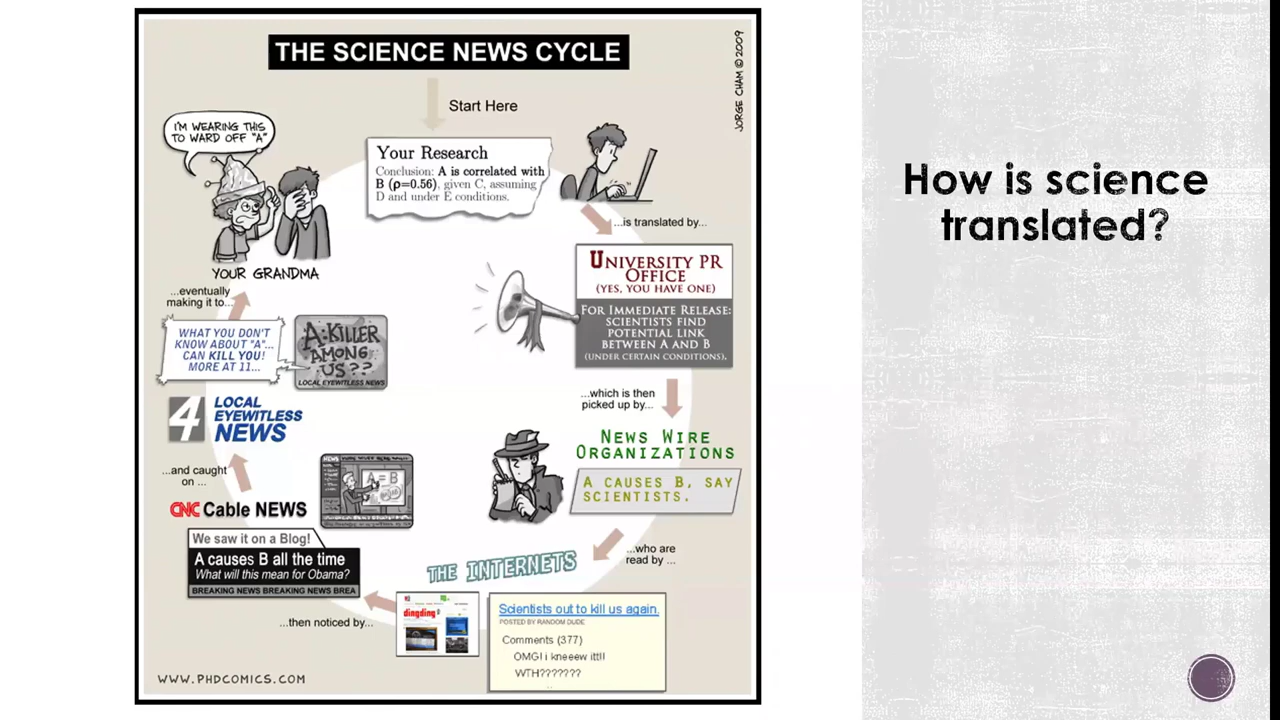 THE SCIENCE NEWS CYCLE
JORGE CHAM © 2009
Start Here
Your Research
Conclusion: A is correlated with
B (ρ=0.56), given C, assuming
D and under E conditions.
...is translated by...
UNIVERSITY PR
OFFICE
(YES, YOU HAVE ONE)
FOR IMMEDIATE RELEASE:
SCIENTISTS FIND
POTENTIAL LINK
BETWEEN A AND B
(UNDER CERTAIN CONDITIONS).
...which is then
picked up by...
NEWS WIRE
ORGANIZATIONS
A CAUSES B, SAY
SCIENTISTS.
...who are
read by ...
THE INTERNETS
dingding
Scientists out to kill us again.
POSTED BY RANDOM DUDE
Comments (377)
OMG! i kneeew it!!
WTH???????
...then noticed by...
We saw it on a Blog!
A causes B all the time
What will this mean for Obama?
BREAKING NEWS BREAKING NEWS BREA
CNC Cable NEWS
NEWS
A=B
...and caught
on ...
4 LOCAL
EYEWITLESS
NEWS
WHAT YOU DON'T
KNOW ABOUT "A"...
CAN KILL YOU!
MORE AT 11...
A:KILLER
AMONG
US??
LOCAL EYEWITLESS NEWS
...eventually
making it to...
YOUR GRANDMA
I'M WEARING THIS
TO WARD OFF "A"
WWW.PHDCOMICS.COM
How is science
translated?